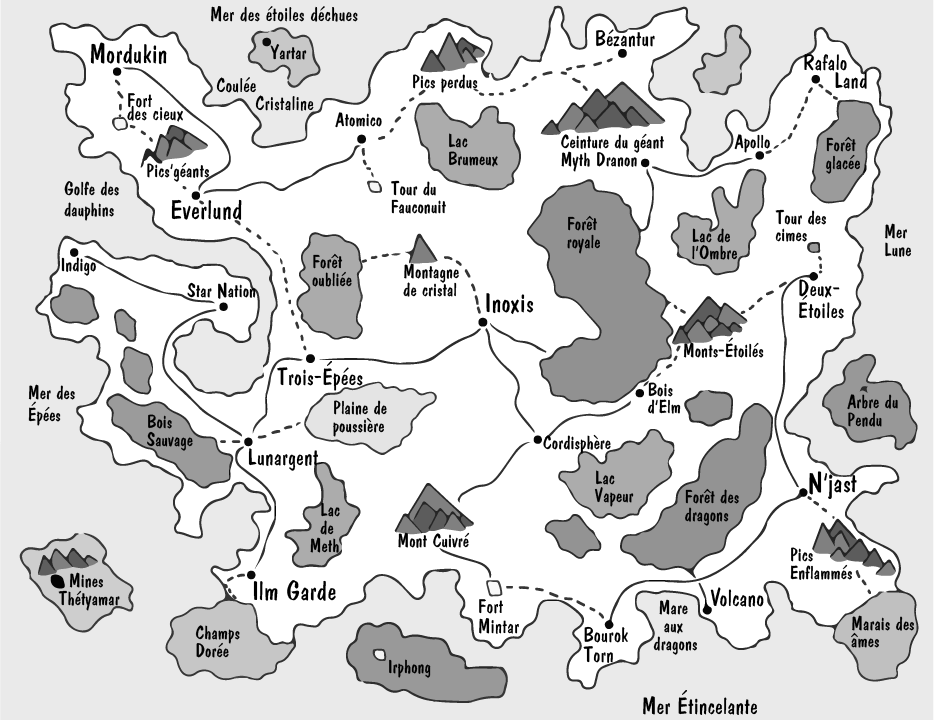 Mer des étoiles déchues
Mordukin
Yartar
Bézantur
Rafalo
Land
Pics perdus
Coulée
Cristaline
Fort
des cieux
Atomico
Lac
Brumeux
Ceinture du géant
Myth Dranon
Apollo
Forêt
glacée
Pics'géants
Golfe des
dauphins
Everlund
Tour du
Fauconuit
Forêt
royale
Lac de
l'Ombre
Tour des
cimes
Mer
Lune
Indigo
Star Nation
Forêt
oubliée
Montagne
de cristal
Inoxis
Deux-
Étoiles
Monts-Étoilés
Trois-Épées
Mer des
Épées
Bois
Sauvage
Plaine de
poussière
Bois
d'Elm
Arbre du
Pendu
Lunargent
Cordisphère
Lac
Vapeur
Forêt des
dragons
N'jast
Lac
de
Meth
Mont Cuivré
Pics
Enflammés
Mines
Thétyamar
Ilm Garde
Fort
Mintar
Volcano
Mare
aux
dragons
Champs
Dorée
Bourok
Torn
Marais des
âmes
Irphong
Mer Étincelante